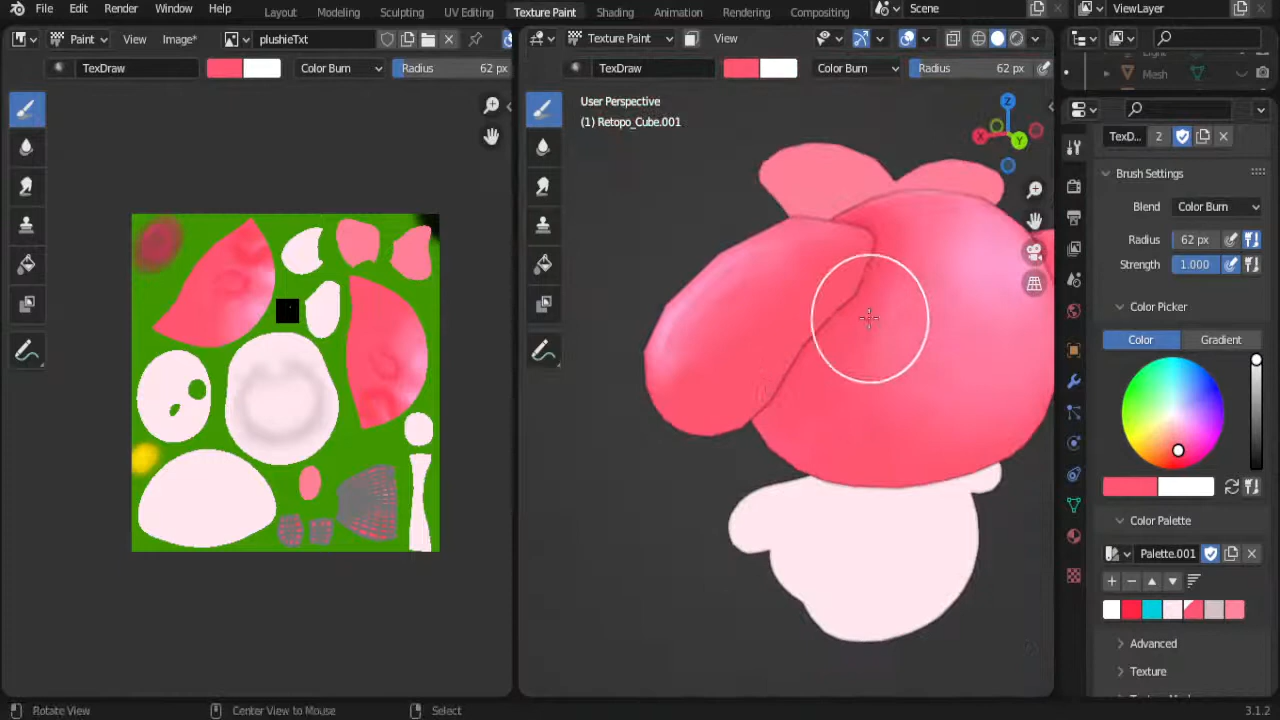 File Edit Render Window Help Layout Modeling Sculpting UV Editing Texture Paint Shading Animation Rendering Compositing Scene ViewLayer
Paint View Image* plushieTxt Texture Paint View
TexDraw Color Burn Radius 62 px TexDraw Color Burn Radius 62 px
Mesh
User Perspective
(1) Retopo_Cube.001
Z
X
Y
TexD... 2
Brush Settings
Blend Color Burn
Radius 62 px
Strength 1.000
Color Picker
Color Gradient
Color Palette
Palette.001
Advanced
Texture
Rotate View Center View to Mouse Select 3.1.2